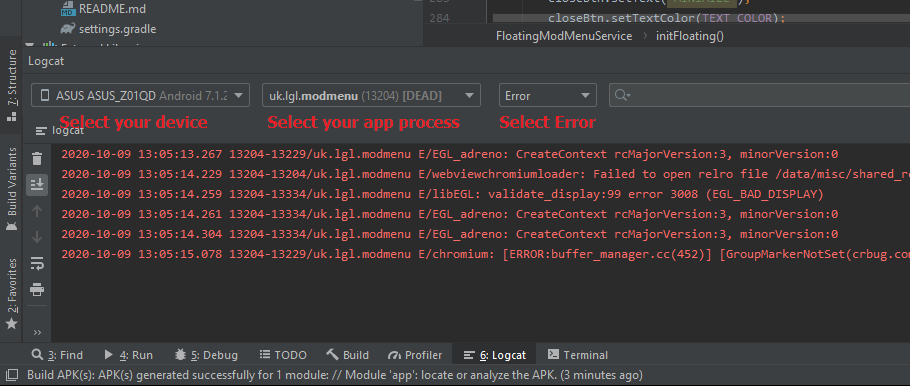 README.md
settings.gradle
284
closeBtn.setTextColor(TEXT_COLOR);
FloatingModMenuService > initFloating()
Logcat
ASUS ASUS_Z01QD Android 7.1.2
uk.lgl.modmenu (13204) [DEAD]
Error
Select your device
Select your app process
Select Error
logcat
2020-10-09 13:05:13.267 13204-13229/uk.lgl.modmenu E/EGL_adreno: CreateContext rcMajorVersion:3, minorVersion:0
2020-10-09 13:05:14.229 13204-13204/uk.lgl.modmenu E/webviewchromiumloader: Failed to open relro file /data/misc/shared_re
2020-10-09 13:05:14.259 13204-13334/uk.lgl.modmenu E/libEGL: validate_display:99 error 3008 (EGL_BAD_DISPLAY)
2020-10-09 13:05:14.261 13204-13334/uk.lgl.modmenu E/EGL_adreno: CreateContext rcMajorVersion:3, minorVersion:0
2020-10-09 13:05:14.304 13204-13334/uk.lgl.modmenu E/EGL_adreno: CreateContext rcMajorVersion:3, minorVersion:0
2020-10-09 13:05:15.078 13204-13229/uk.lgl.modmenu E/chromium: [ERROR:buffer_manager.cc(452)] [GroupMarkerNotSet(crbug.com
7: Structure
Build Variants
2: Favorites
3: Find
4: Run
5: Debug
TODO
Build
Profiler
6: Logcat
Terminal
Build APK(s): APK(s) generated successfully for 1 module: // Module 'app': locate or analyze the APK. (3 minutes ago)